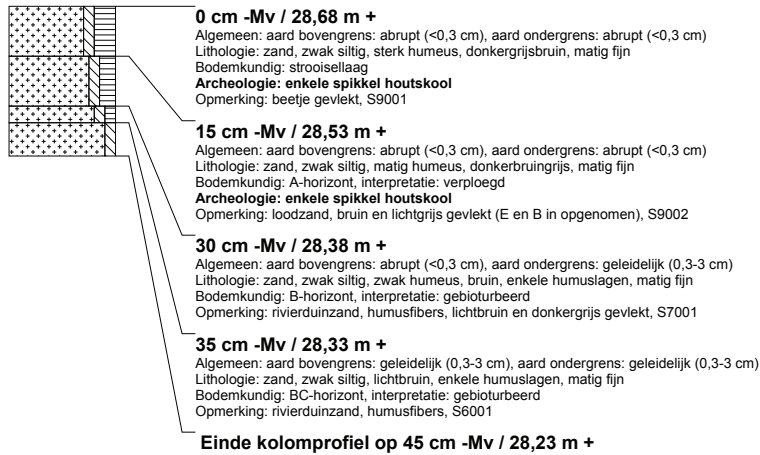 0 cm -Mv / 28,68 m +
Algemeen: aard bovengrens: abrupt (<0,3 cm), aard ondergrens: abrupt (<0,3 cm)
Lithologie: zand, zwak siltig, sterk humeus, donkergrijsbruin, matig fijn
Bodemkundig: strooisellaag
Archeologie: enkele spikkel houtskool
Opmerking: beetje gevlekt, S9001
15 cm -Mv / 28,53 m +
Algemeen: aard bovengrens: abrupt (<0,3 cm), aard ondergrens: abrupt (<0,3 cm)
Lithologie: zand, zwak siltig, matig humeus, donkerbruingrijs, matig fijn
Bodemkundig: A-horizont, interpretatie: verploegd
Archeologie: enkele spikkel houtskool
Opmerking: loodzand, bruin en lichtgrijs gevlekt (E en B in opgenomen), S9002
30 cm -Mv / 28,38 m +
Algemeen: aard bovengrens: abrupt (<0,3 cm), aard ondergrens: geleidelijk (0,3-3 cm)
Lithologie: zand, zwak siltig, zwak humeus, bruin, enkele humuslagen, matig fijn
Bodemkundig: B-horizont, interpretatie: gebioturbeerd
Opmerking: rivierduinzand, humusfibers, lichtbruin en donkergrijs gevlekt, S7001
35 cm -Mv / 28,33 m +
Algemeen: aard bovengrens: geleidelijk (0,3-3 cm), aard ondergrens: geleidelijk (0,3-3 cm)
Lithologie: zand, zwak siltig, lichtbruin, enkele humuslagen, matig fijn
Bodemkundig: BC-horizont, interpretatie: gebioturbeerd
Opmerking: rivierduinzand, humusfibers, S6001
Einde kolomprofiel op 45 cm -Mv / 28,23 m +